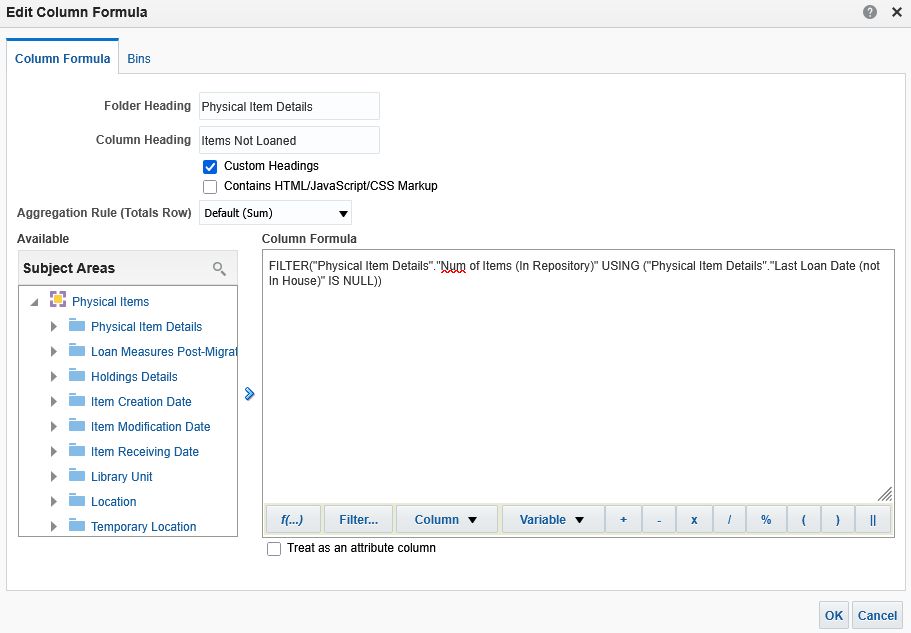 Edit Column Formula
Column Formula
Bins
Folder Heading
Physical Item Details
Column Heading
Items Not Loaned
Custom Headings
Contains HTML/JavaScript/CSS Markup
Aggregation Rule (Totals Row)
Default (Sum)
Available
Subject Areas
Physical Items
Physical Item Details
Loan Measures Post-Migrat
Holdings Details
Item Creation Date
Item Modification Date
Item Receiving Date
Library Unit
Location
Temporary Location
Column Formula
FILTER("Physical Item Details"."Num of Items (In Repository)" USING ("Physical Item Details"."Last Loan Date (not
In House)" IS NULL))
f(...)
Filter...
Column
Variable
+
-
x
/
%
(
)
||
Treat as an attribute column
OK
Cancel